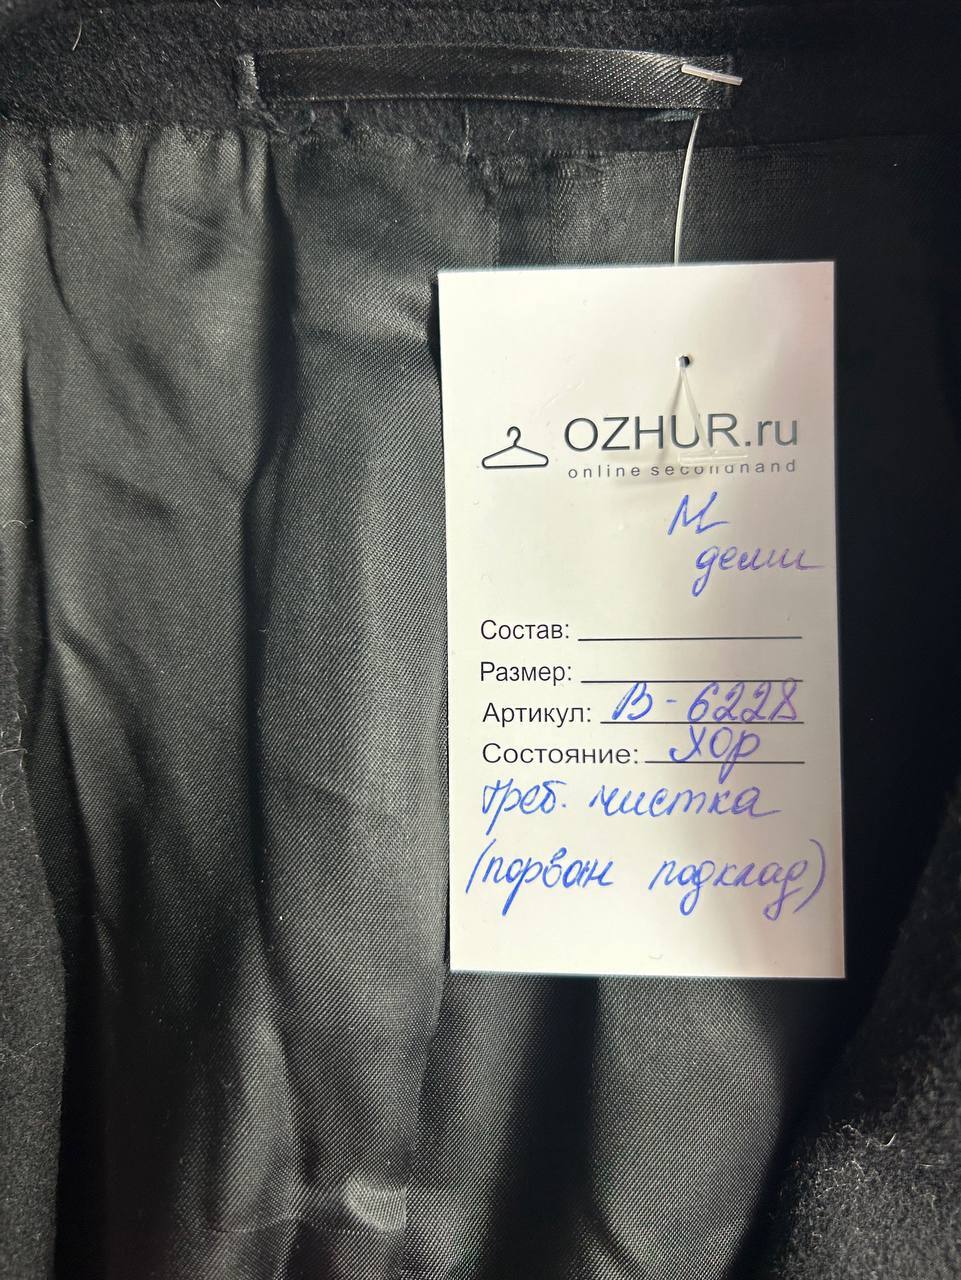 OZHUR.ru
online secondhand
М
деми
Состав:
Размер:
Артикул: В-6228
Состояние: хор
треб. чистка
(порван подклад)